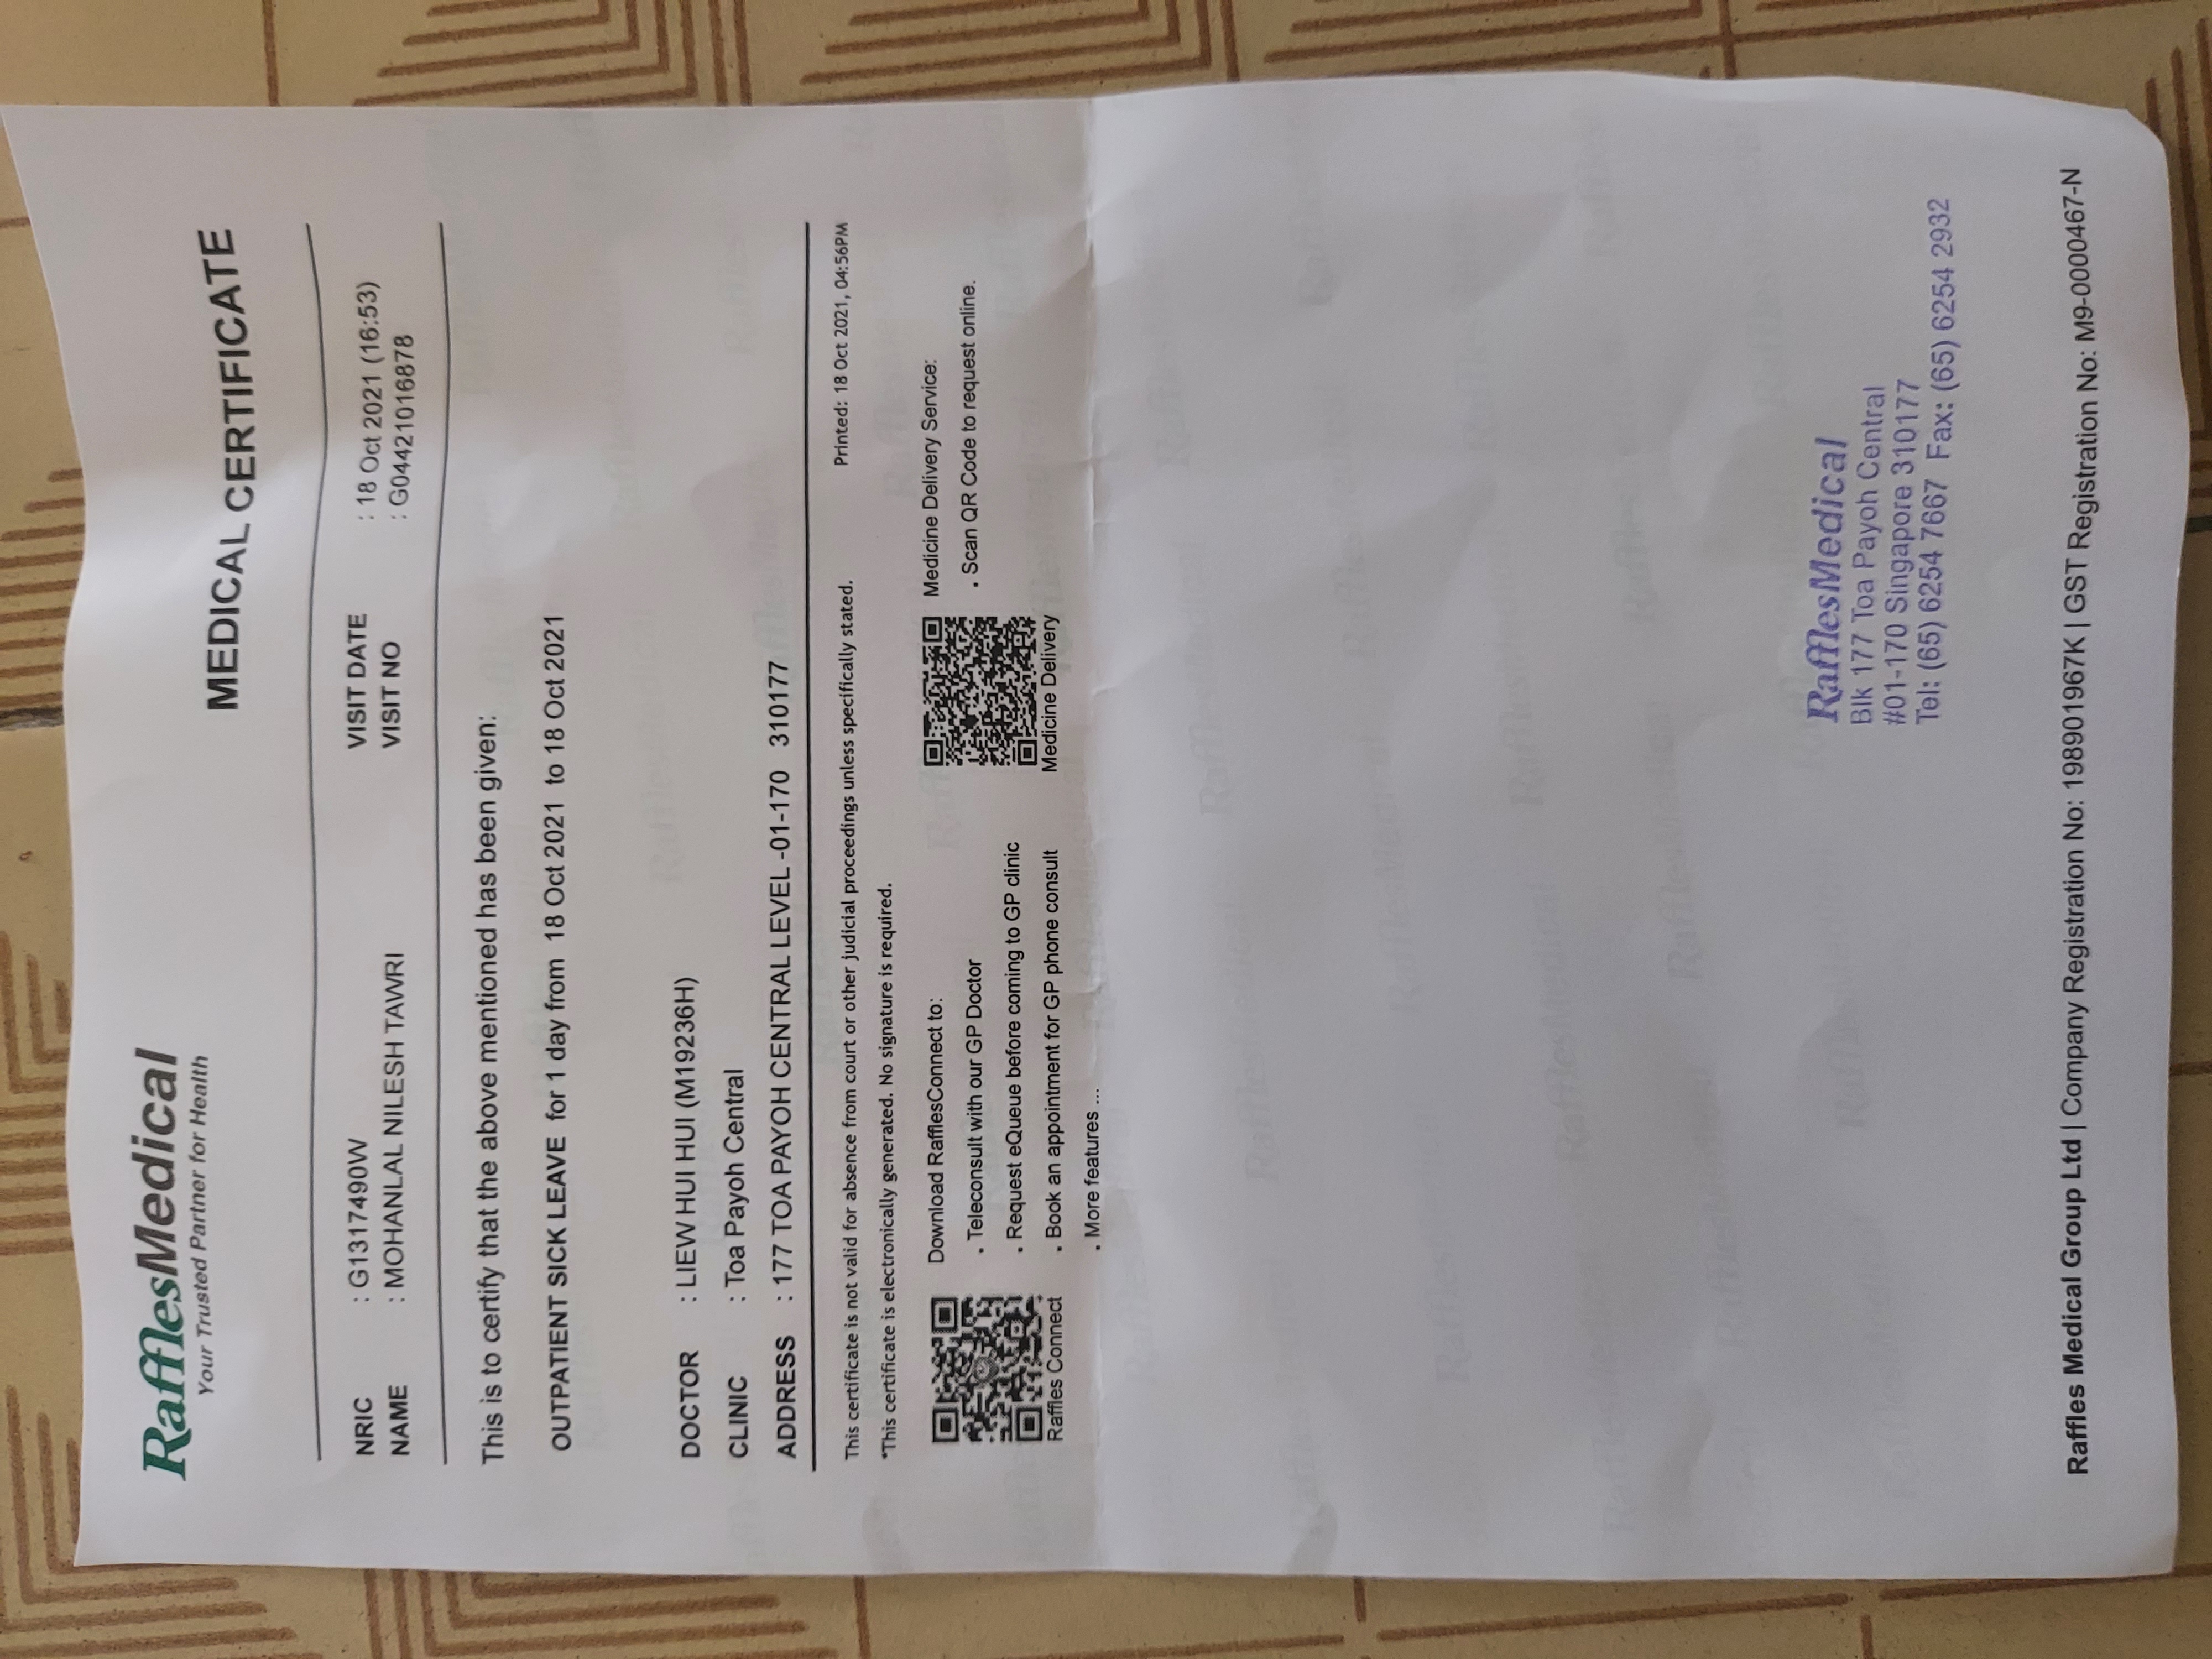 RafflesMedical
Your Trusted Partner for Health
MEDICAL CERTIFICATE
NRIC : G1317490W VISIT DATE : 18 Oct 2021 (16:53)
NAME : MOHANLAL NILESH TAWRI VISIT NO : G04421016878
This is to certify that the above mentioned has been given:
OUTPATIENT SICK LEAVE for 1 day from 18 Oct 2021 to 18 Oct 2021
DOCTOR : LIEW HUI HUI (M19236H)
CLINIC : Toa Payoh Central
ADDRESS : 177 TOA PAYOH CENTRAL LEVEL -01-170 310177
This certificate is not valid for absence from court or other judicial proceedings unless specifically stated. Printed: 18 Oct 2021, 04:56PM
*This certificate is electronically generated. No signature is required.
Download RafflesConnect to:
. Teleconsult with our GP Doctor
. Request eQueue before coming to GP clinic
. Book an appointment for GP phone consult
. More features ...
Raffles Connect
Medicine Delivery Service:
. Scan QR Code to request online.
Medicine Delivery
RafflesMedical
Blk 177 Toa Payoh Central
#01-170 Singapore 310177
Tel: (65) 6254 7667 Fax: (65) 6254 2932
Raffles Medical Group Ltd | Company Registration No: 198901967K | GST Registration No: M9-0000467-N